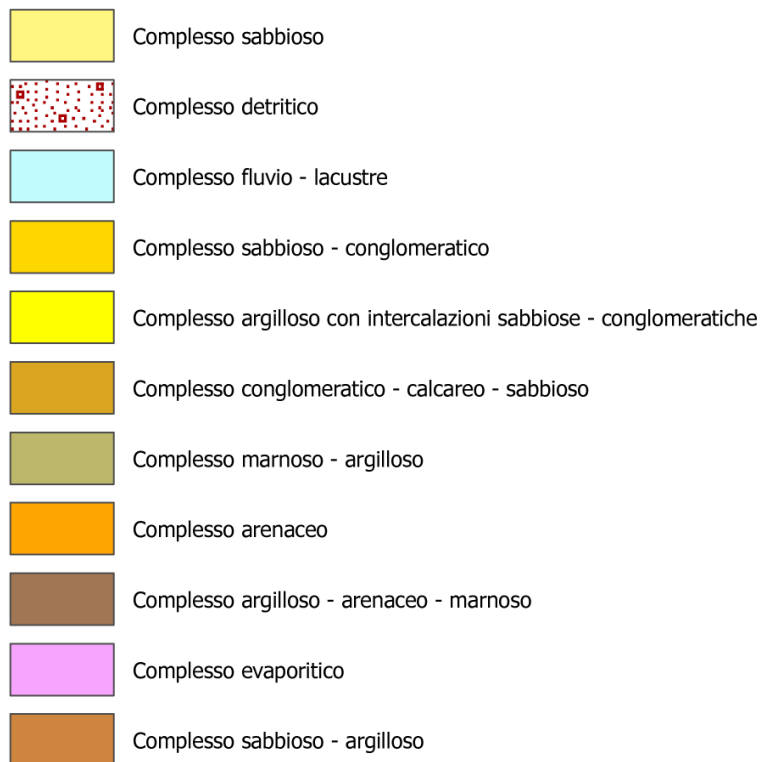 Complesso sabbioso
Complesso detritico
Complesso fluvio - lacustre
Complesso sabbioso - conglomeratico
Complesso argilloso con intercalazioni sabbiose - conglomeratiche
Complesso conglomeratico - calcareo - sabbioso
Complesso marnoso - argilloso
Complesso arenaceo
Complesso argilloso - arenaceo - marnoso
Complesso evaporitico
Complesso sabbioso - argilloso